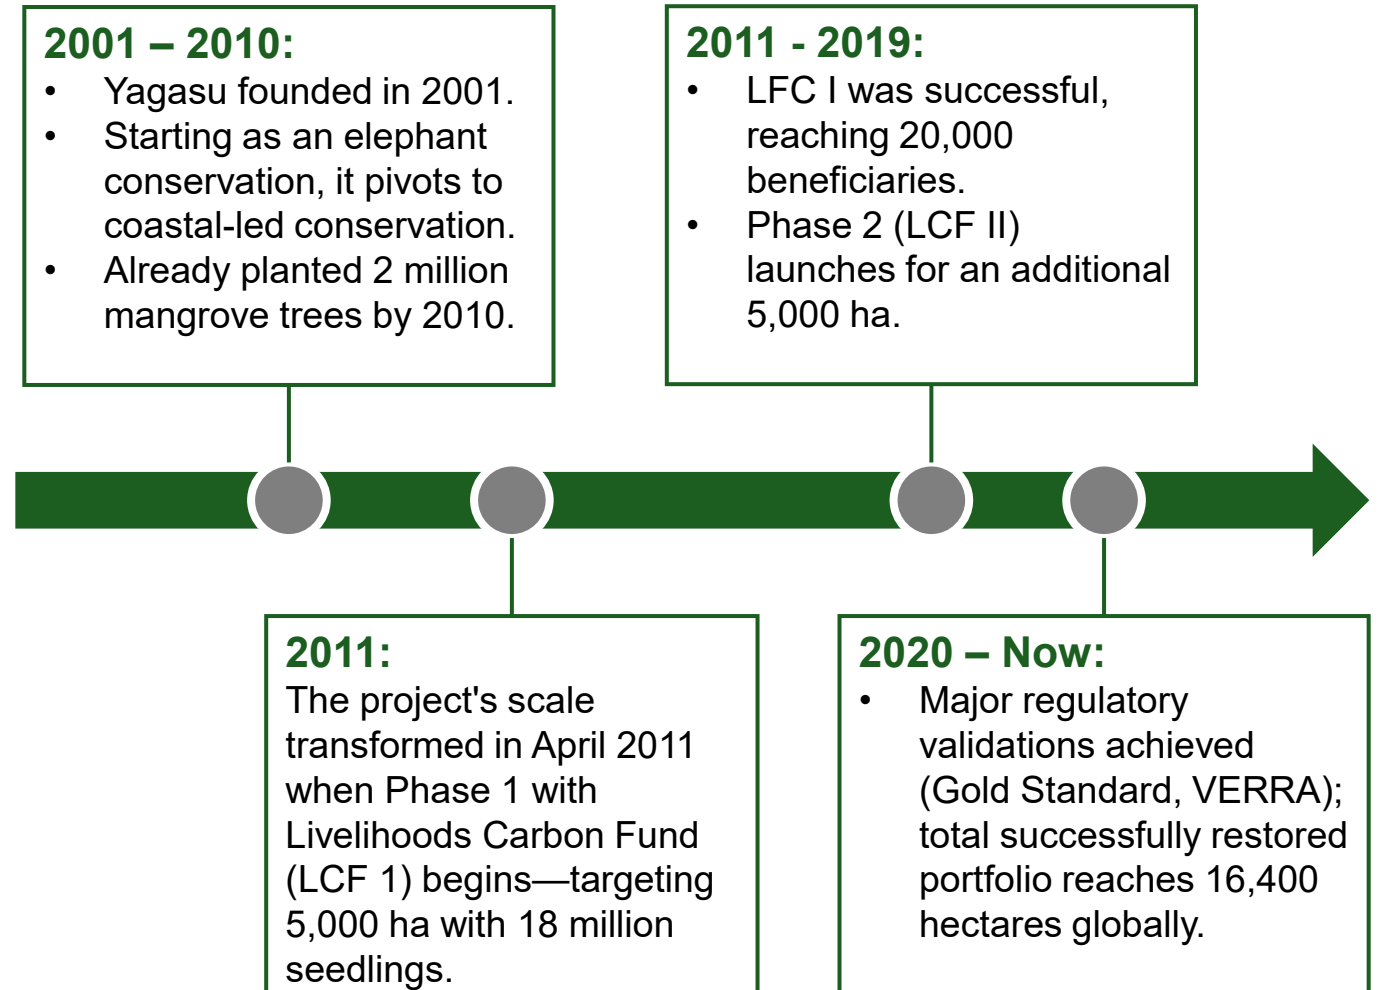 2001 – 2010:
• Yagasu founded in 2001.
• Starting as an elephant
conservation, it pivots to
coastal-led conservation.
• Already planted 2 million
mangrove trees by 2010.
2011:
The project's scale
transformed in April 2011
when Phase 1 with
Livelihoods Carbon Fund
(LCF 1) begins—targeting
5,000 ha with 18 million
seedlings.
2011 - 2019:
• LFC I was successful,
reaching 20,000
beneficiaries.
• Phase 2 (LCF II)
launches for an additional
5,000 ha.
2020 – Now:
• Major regulatory
validations achieved
(Gold Standard, VERRA);
total successfully restored
portfolio reaches 16,400
hectares globally.